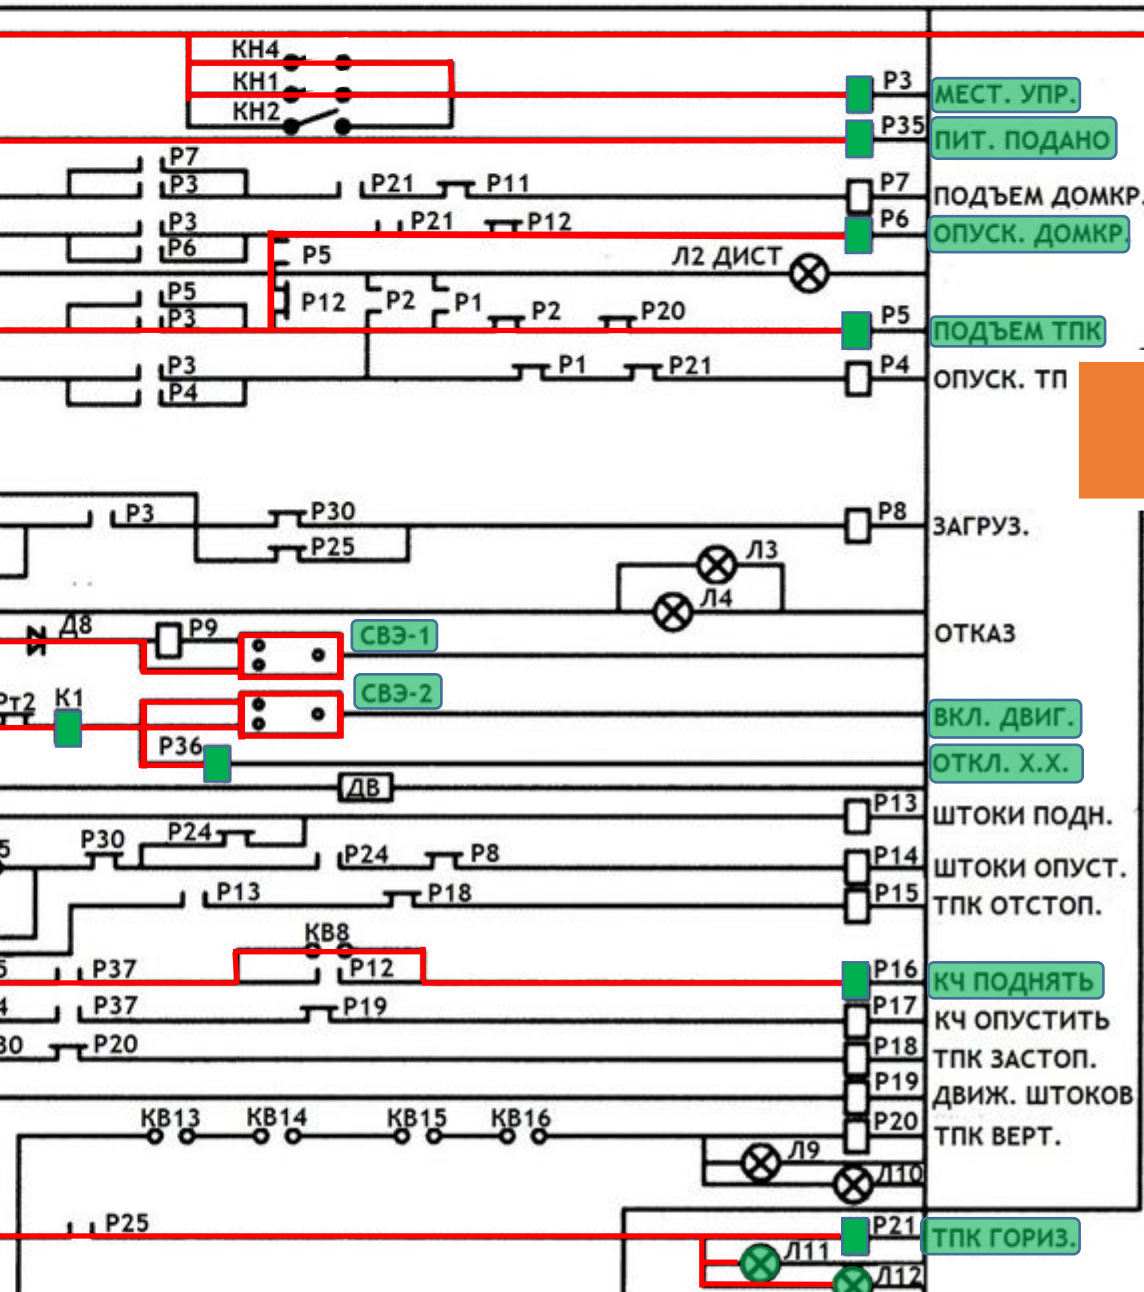 КН4
КН1
Р3 МЕСТ. УПР.
КН2
Р35 ПИТ. ПОДАНО
Р7
Р3 Р21 Р11 Р7 ПОДЪЕМ ДОМКР.
Р3 Р21 Р12 Р6 ОПУСК. ДОМКР.
Р6 Р5 Л2 ДИСТ
Р5 Р12 Р2 Р1
Р3 Р2 Р20 Р5 ПОДЪЕМ ТПК
Р3 Р1 Р21 Р4 ОПУСК. ТП
Р4
Р3 Р30 Р8 ЗАГРУЗ.
Р25
Л3
Л4
Д8 Р9 СВЭ-1 ОТКАЗ
Рт2 К1 СВЭ-2
ВКЛ. ДВИГ.
Р36 ОТКЛ. Х.Х.
ДВ
Р13 ШТОКИ ПОДН.
5 Р30 Р24
Р24 Р8 Р14 ШТОКИ ОПУСТ.
Р13 Р18 Р15 ТПК ОТСТОП.
КВ8
5 Р37 Р12 Р16 КЧ ПОДНЯТЬ
4 Р37 Р19 Р17 КЧ ОПУСТИТЬ
30 Р20 Р18 ТПК ЗАСТОП.
Р19 ДВИЖ. ШТОКОВ
КВ13 КВ14 КВ15 КВ16 Р20 ТПК ВЕРТ.
Л9
Л10
Р25 Р21 ТПК ГОРИЗ.
Л11
Л12